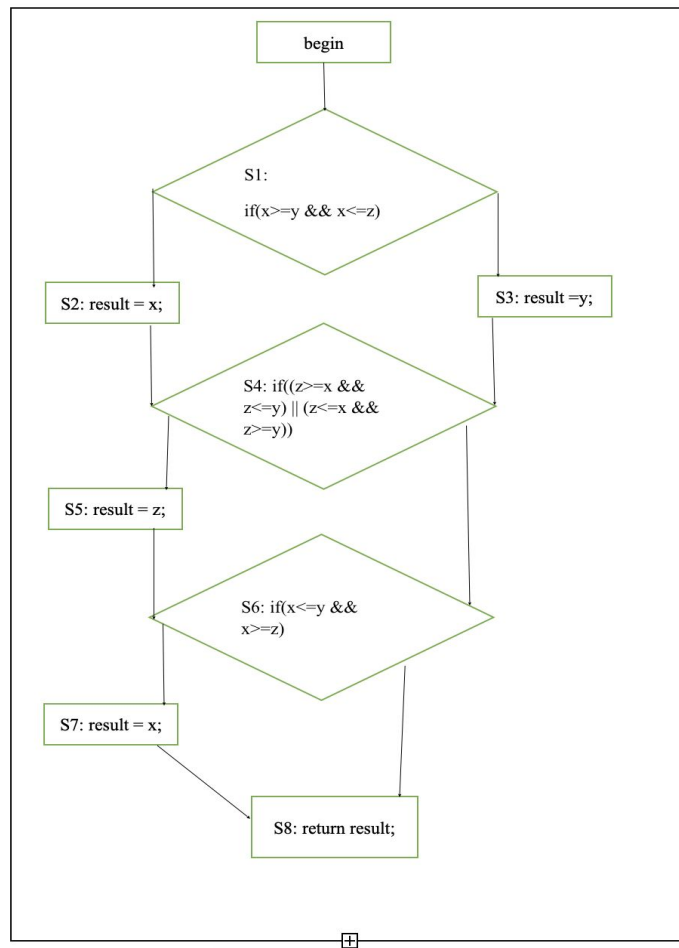 begin
S1:
if(x>=y && x<=z)
S2: result = x;
S3: result =y;
S4: if((z>=x &&
z<=y) || (z<=x &&
z>=y))
S5: result = z;
S6: if(x<=y &&
x>=z)
S7: result = x;
S8: return result;